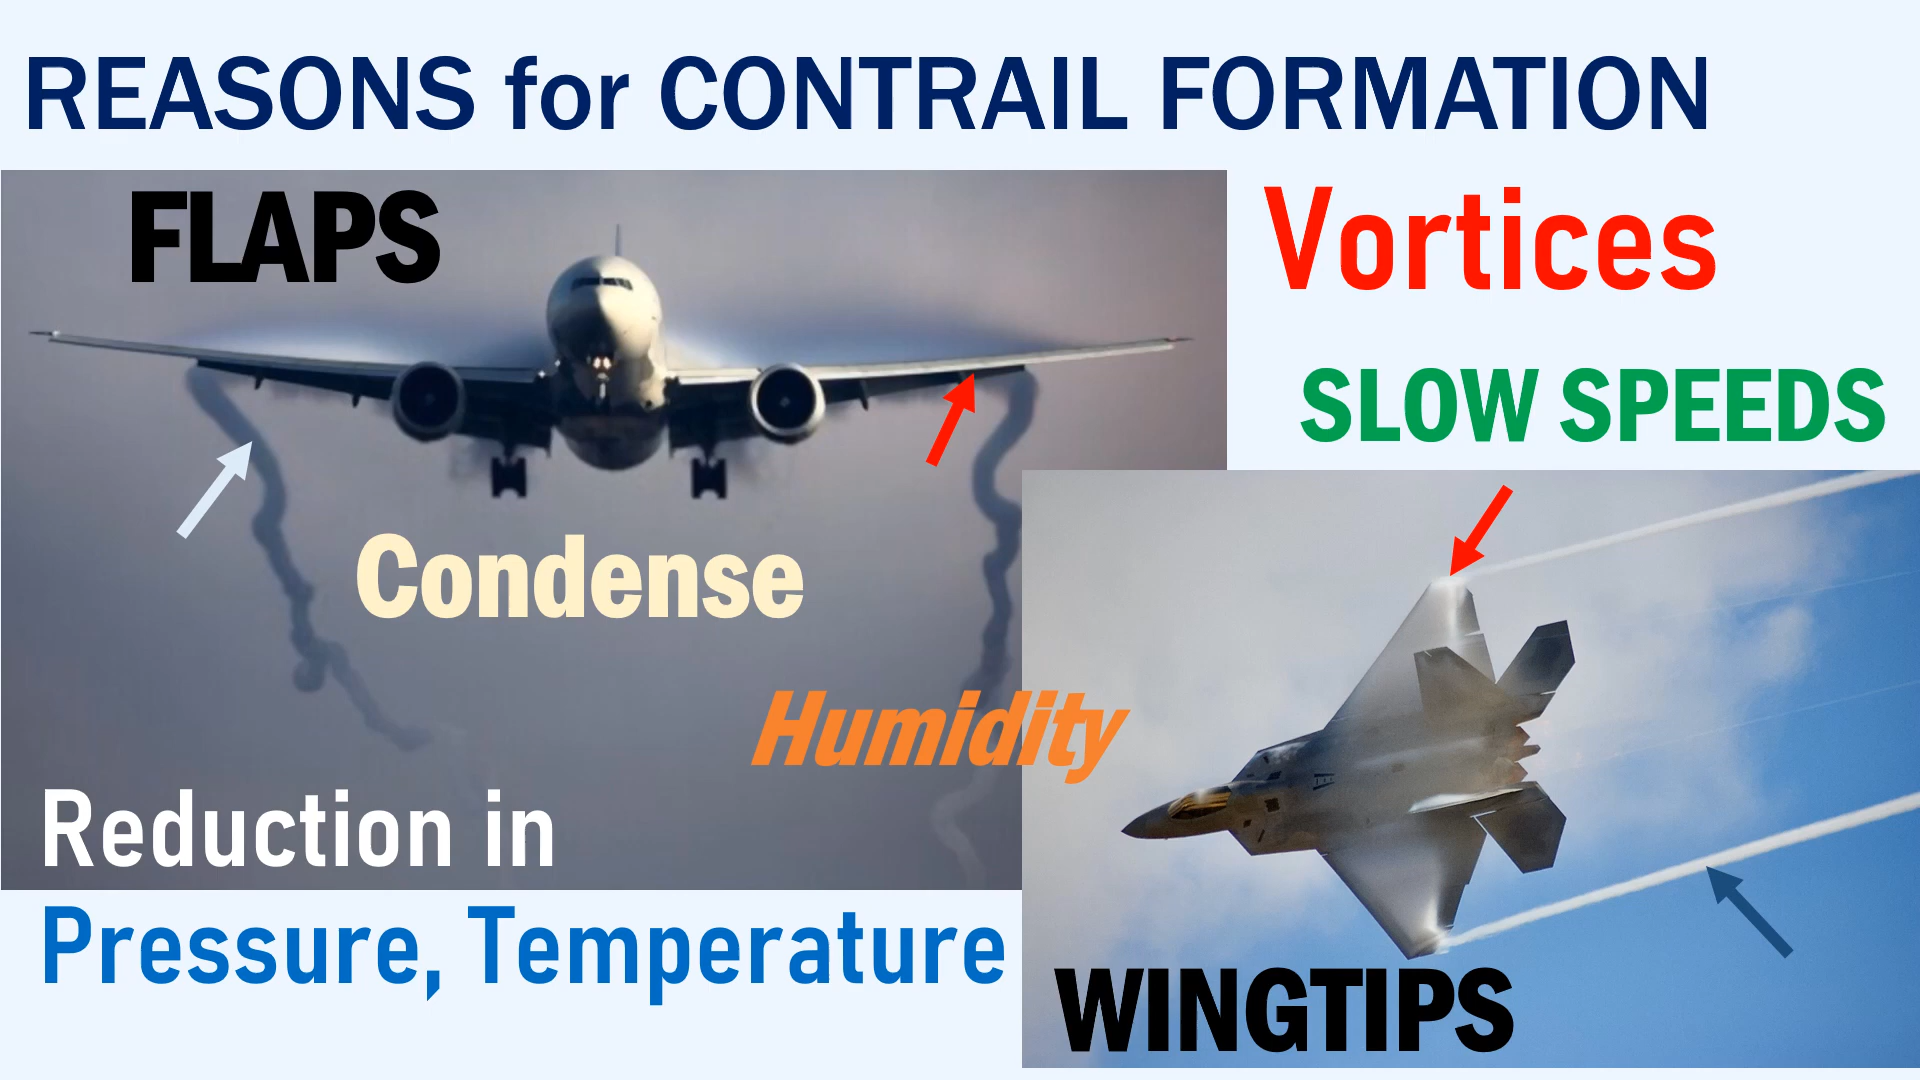 REASONS for CONTRAIL FORMATION
FLAPS
Vortices
SLOW SPEEDS
Condense
Humidity
Reduction in
Pressure, Temperature
WINGTIPS